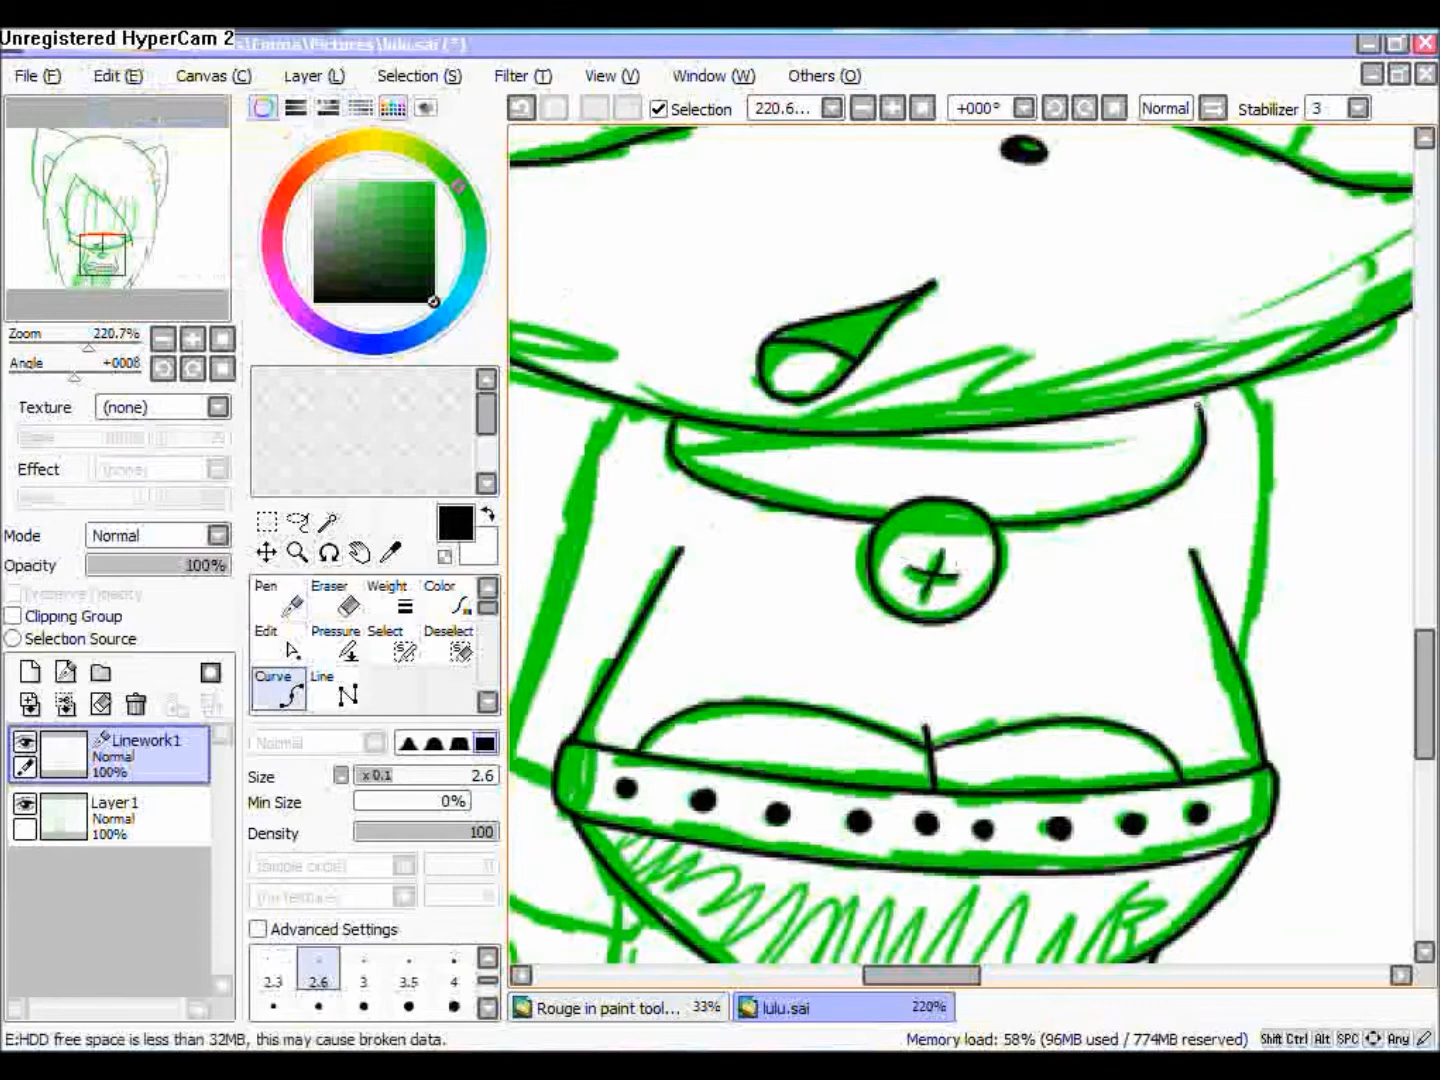 Unregistered HyperCam 2
\Pictures\lulu.sai(*)
File (F) Edit (E) Canvas (C) Layer (L) Selection (S) Filter (T) View (V) Window (W) Others (O)
Selection 220.6... +000° Normal Stabilizer 3
Zoom 220.7%
Angle +0008
Texture (none)
Effect (none)
Mode Normal
Opacity 100%
Clipping Group
Selection Source
Linework1
Normal
100%
Layer1
Normal
100%
Pen Eraser Weight Color
Edit Pressure Select Deselect
Curve Line
Normal
Size x 0.1 2.6
Min Size 0%
Density 100
Advanced Settings
2.3 2.6 3 3.5 4
Rouge in paint tool... 33% lulu.sai 220%
E:HDD free space is less than 32MB, this may cause broken data.
Memory load: 58% (96MB used / 774MB reserved) Shift Ctrl Alt SPC Any